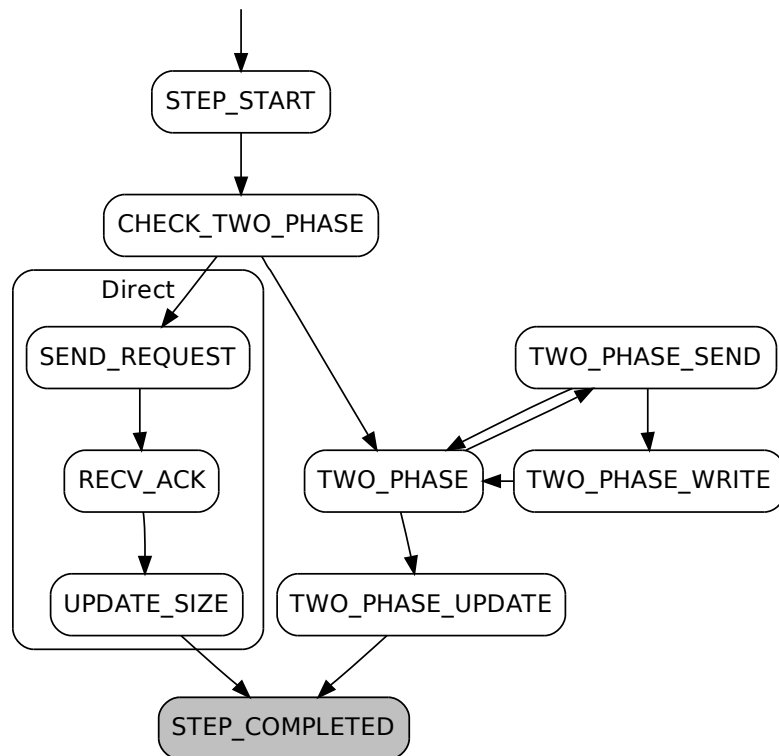 STEP_START
CHECK_TWO_PHASE
Direct
SEND_REQUEST
TWO_PHASE_SEND
RECV_ACK
TWO_PHASE
TWO_PHASE_WRITE
UPDATE_SIZE
TWO_PHASE_UPDATE
STEP_COMPLETED